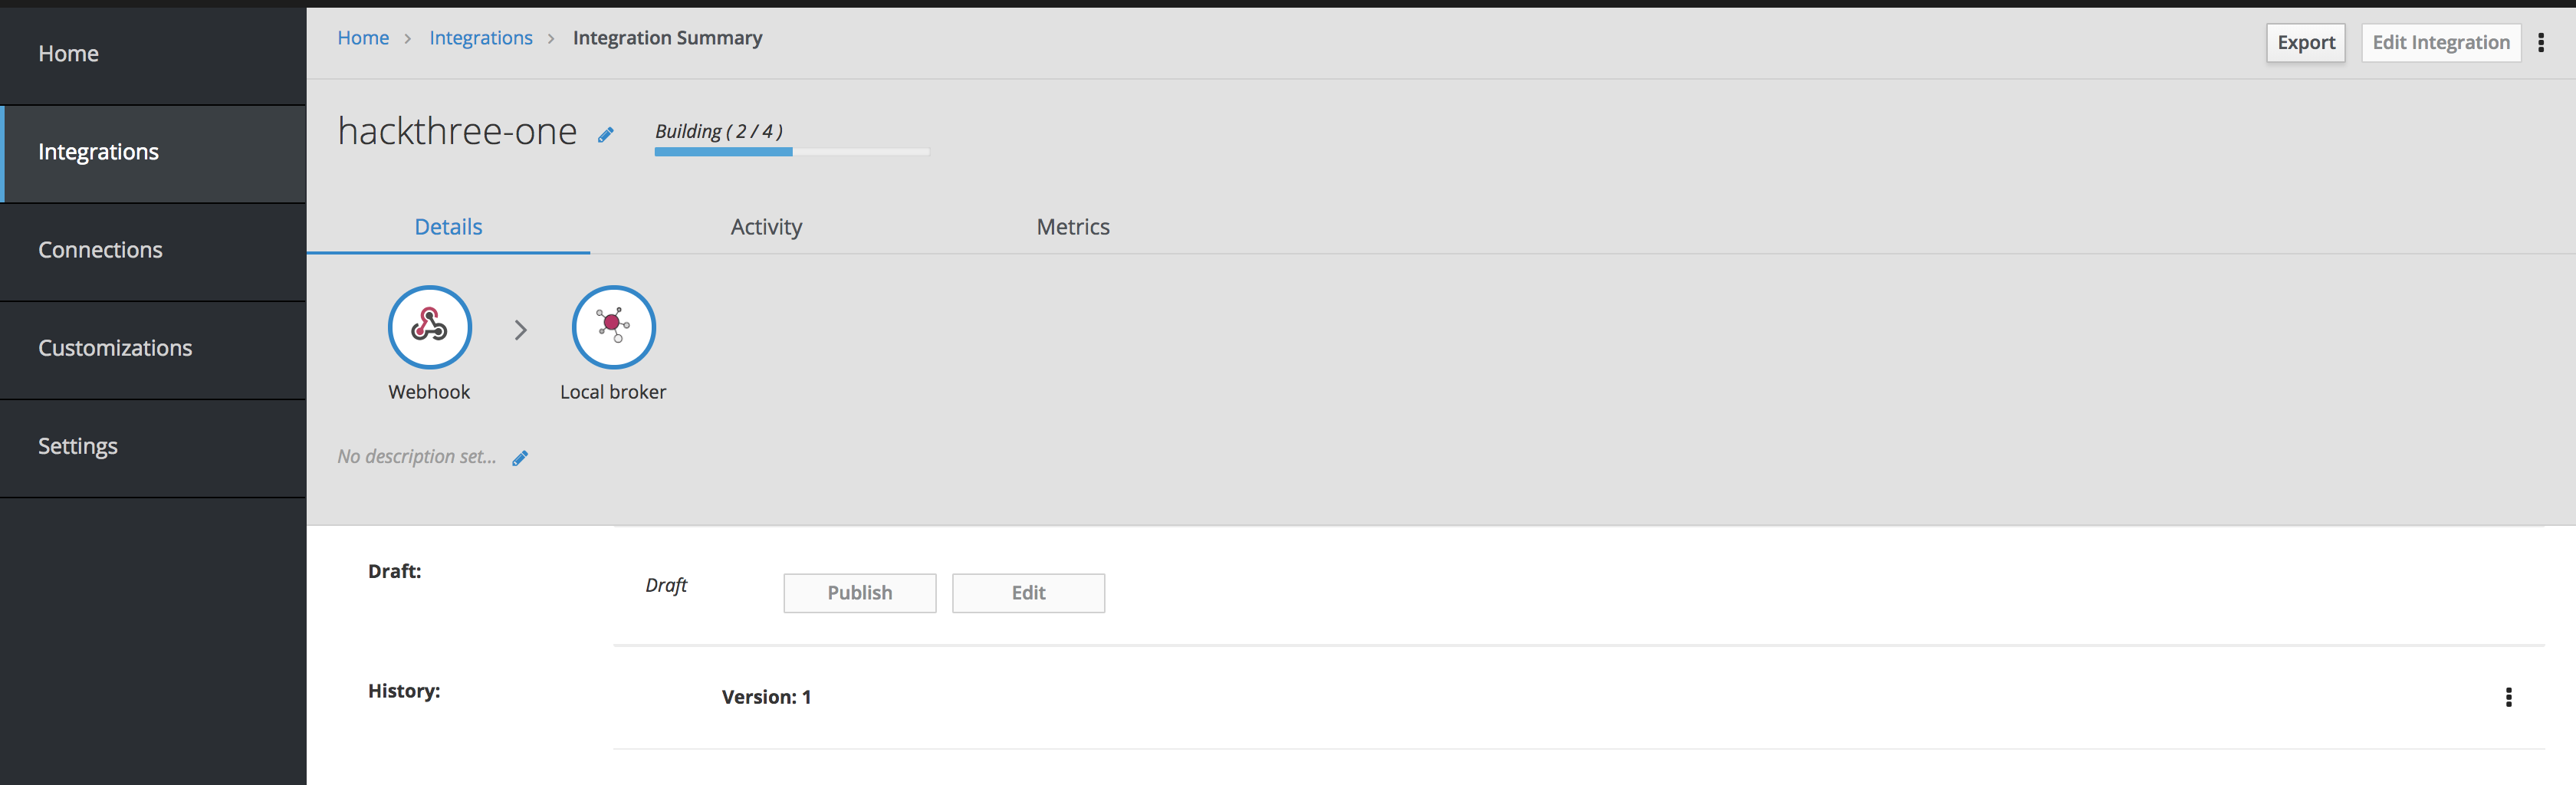 Home
Integrations
Connections
Customizations
Settings
Home > Integrations > Integration Summary
Export
Edit Integration
hackthree-one
Building ( 2 / 4 )
Details
Activity
Metrics
Webhook
Local broker
No description set...
Draft:
Draft
Publish
Edit
History:
Version: 1